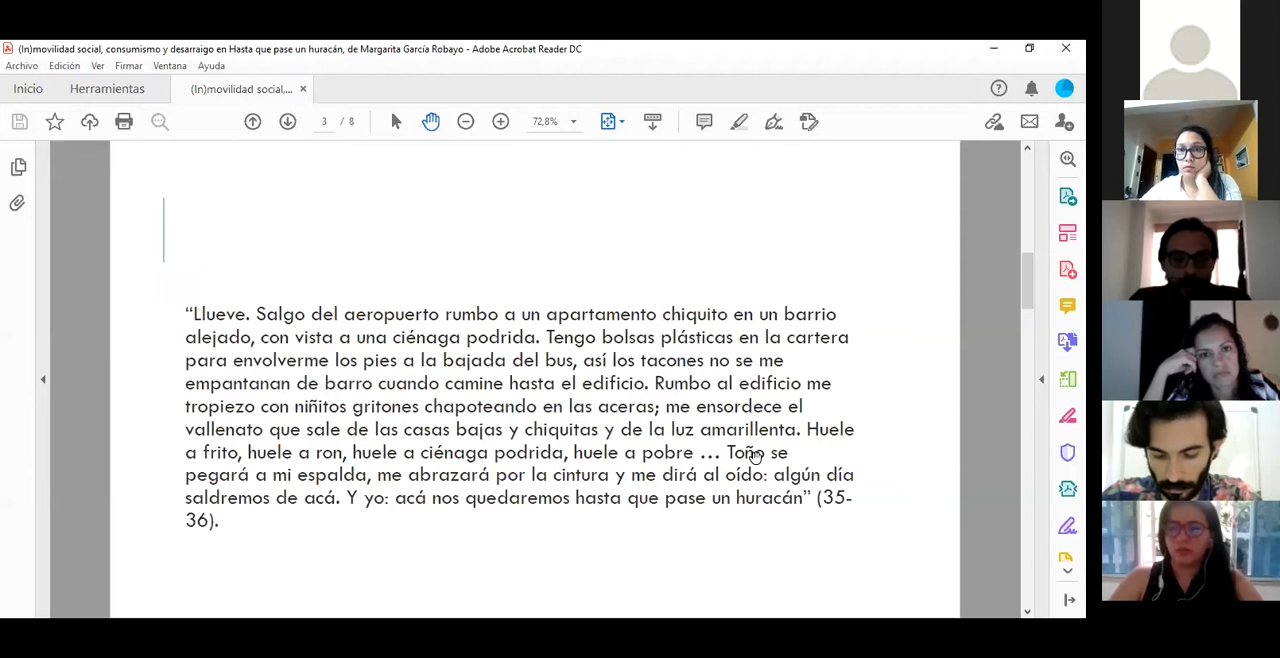 (In)movilidad social, consumismo y desarraigo en Hasta que pase un huracán, de Margarita García Robayo - Adobe Acrobat Reader DC
Archivo Edición Ver Firmar Ventana Ayuda
Inicio Herramientas (In)movilidad social,... ×
3 / 8 72,8%
“Llueve. Salgo del aeropuerto rumbo a un apartamento chiquito en un barrio
alejado, con vista a una ciénaga podrida. Tengo bolsas plásticas en la cartera
para envolverme los pies a la bajada del bus, así los tacones no se me
empantanan de barro cuando camine hasta el edificio. Rumbo al edificio me
tropiezo con niñitos gritones chapoteando en las aceras; me ensordece el
vallenato que sale de las casas bajas y chiquitas y de la luz amarillenta. Huele
a frito, huele a ron, huele a ciénaga podrida, huele a pobre … Toño se
pegará a mi espalda, me abrazará por la cintura y me dirá al oído: algún día
saldremos de acá. Y yo: acá nos quedaremos hasta que pase un huracán” (35-
36).